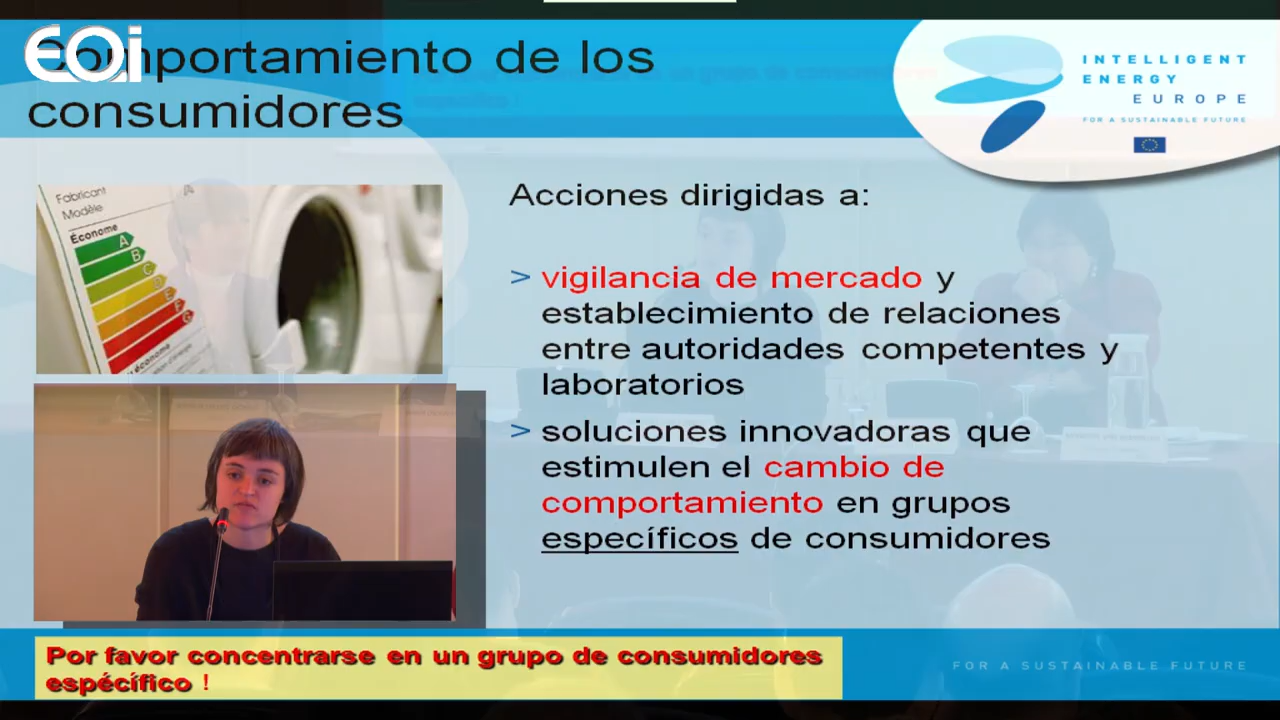 EOi
Comportamiento de los
consumidores
INTELLIGENT
ENERGY
EUROPE
FOR A SUSTAINABLE FUTURE
Fabricant
Modèle
Économe
A
B
C
D
E
F
G
Acciones dirigidas a:
> vigilancia de mercado y
establecimiento de relaciones
entre autoridades competentes y
laboratorios
> soluciones innovadoras que
estimulen el cambio de
comportamiento en grupos
específicos de consumidores
Por favor concentrarse en un grupo de consumidores
espécífico !
FOR A SUSTAINABLE FUTURE